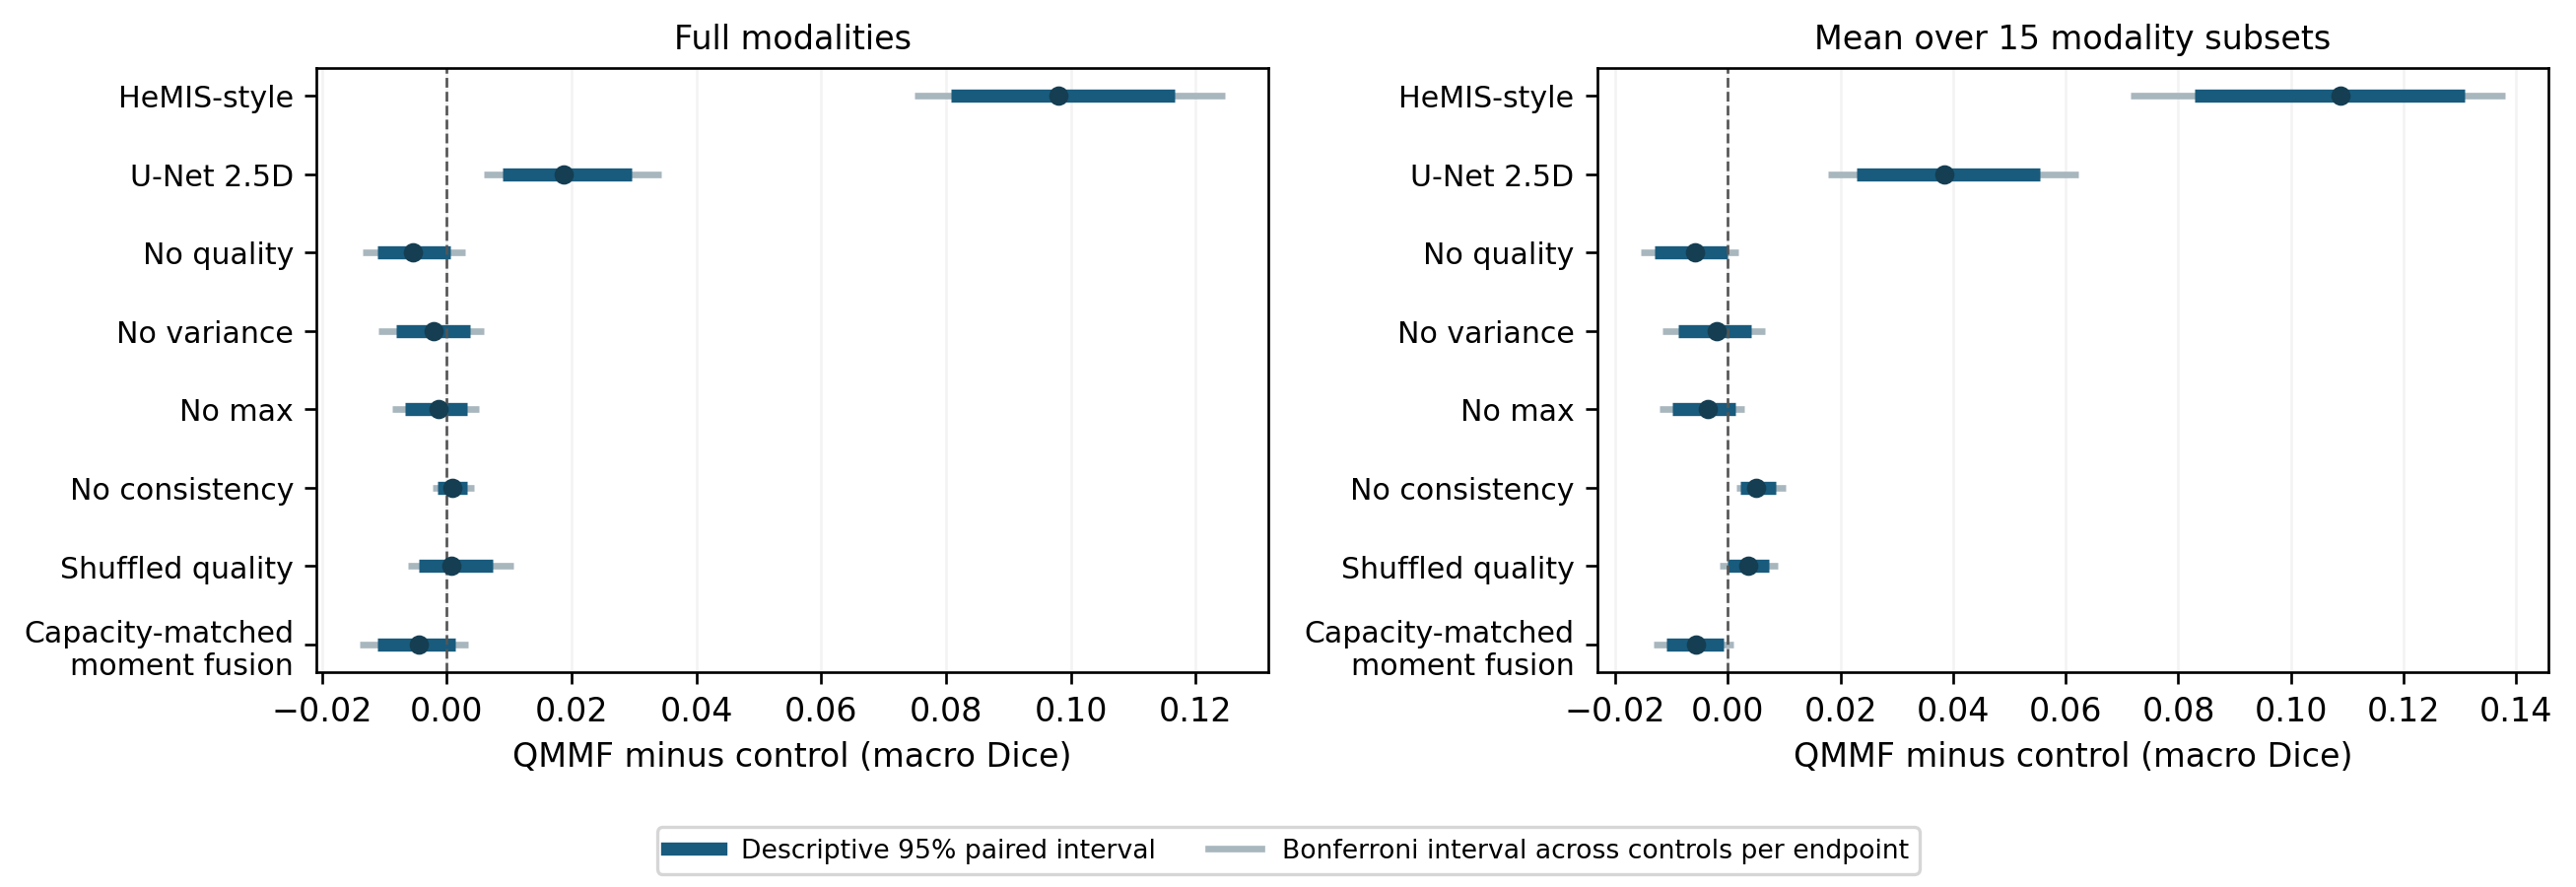 Full modalities
HeMIS-style
U-Net 2.5D
No quality
No variance
No max
No consistency
Shuffled quality
Capacity-matched
moment fusion
−0.02 0.00 0.02 0.04 0.06 0.08 0.10 0.12
QMMF minus control (macro Dice)
Mean over 15 modality subsets
HeMIS-style
U-Net 2.5D
No quality
No variance
No max
No consistency
Shuffled quality
Capacity-matched
moment fusion
−0.02 0.00 0.02 0.04 0.06 0.08 0.10 0.12 0.14
QMMF minus control (macro Dice)
Descriptive 95% paired interval
Bonferroni interval across controls per endpoint